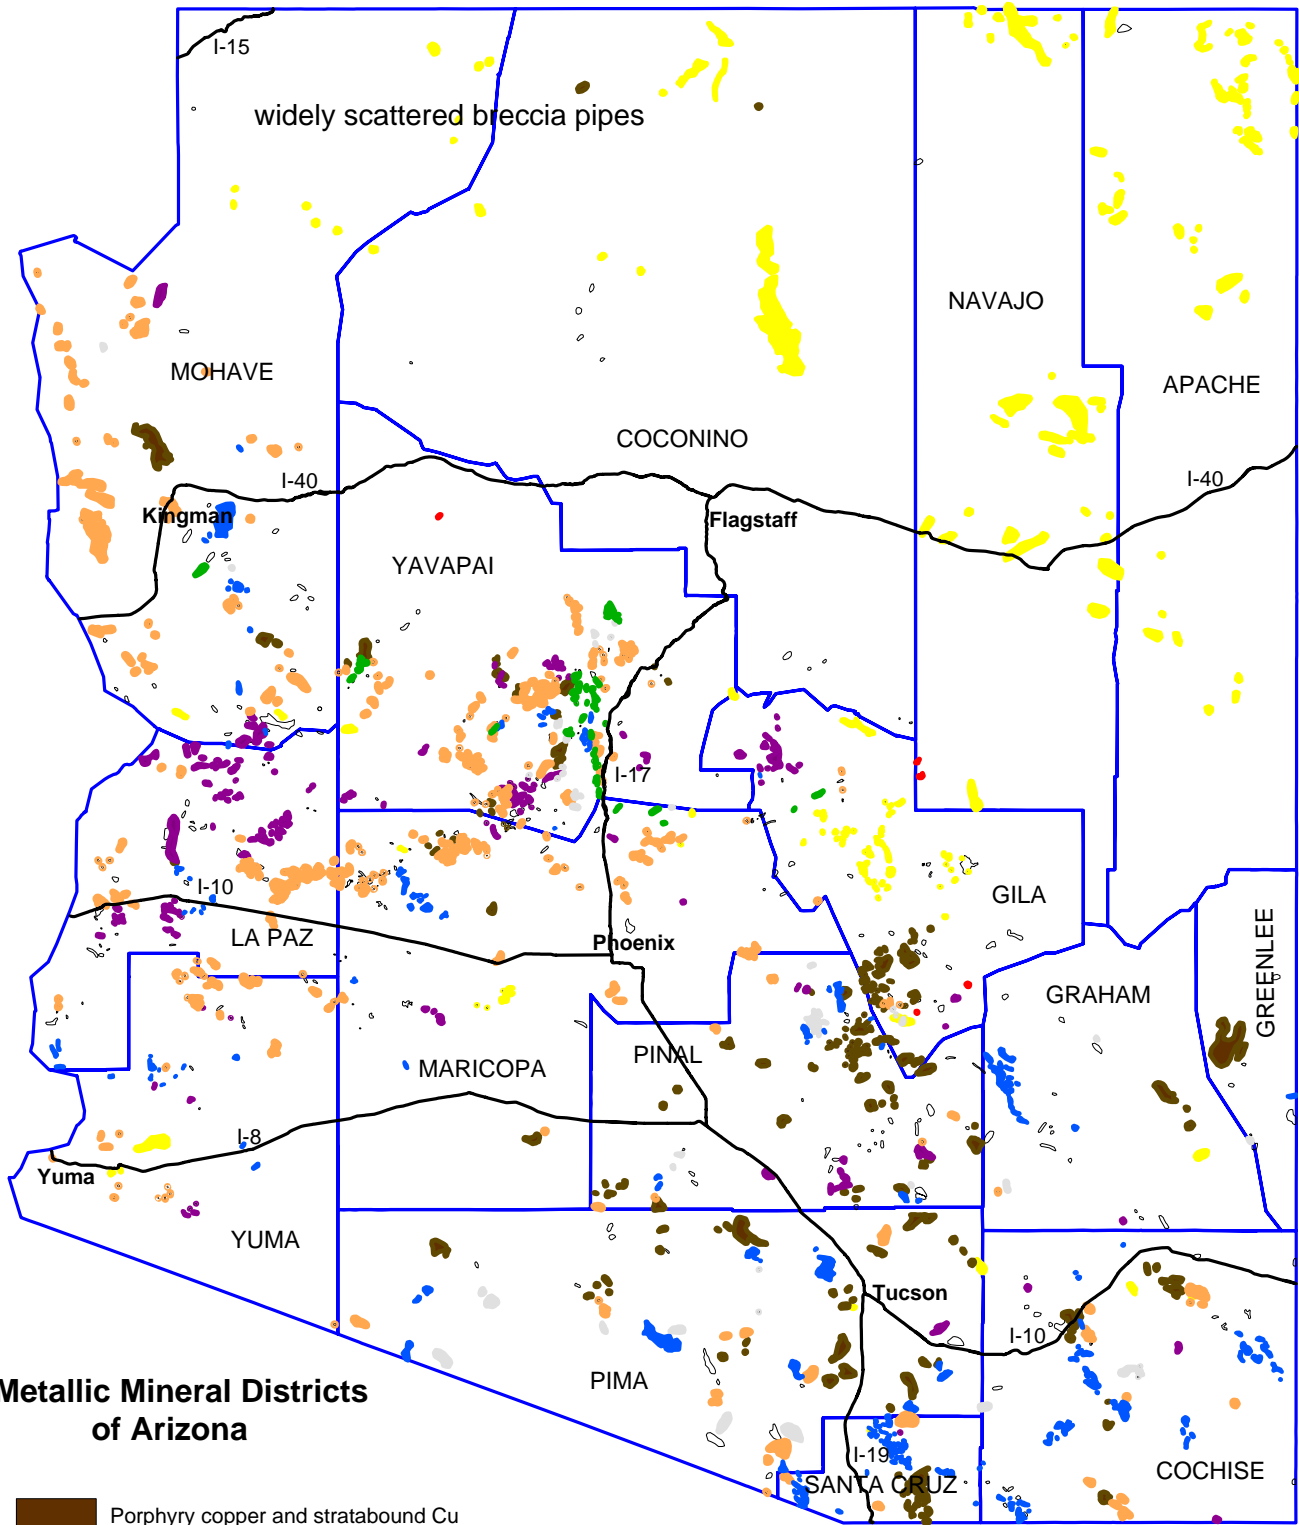 I-15
widely scattered breccia pipes
NAVAJO
MOHAVE
APACHE
COCONINO
I-40
I-40
Kingman
Flagstaff
YAVAPAI
I-17
I-10
GILA
LA PAZ
Phoenix
GREENLEE
GRAHAM
PINAL
MARICOPA
I-8
Yuma
YUMA
Tucson
I-10
PIMA
Metallic Mineral Districts
of Arizona
I-19
SANTA CRUZ
COCHISE
Porphyry copper and stratabound Cu